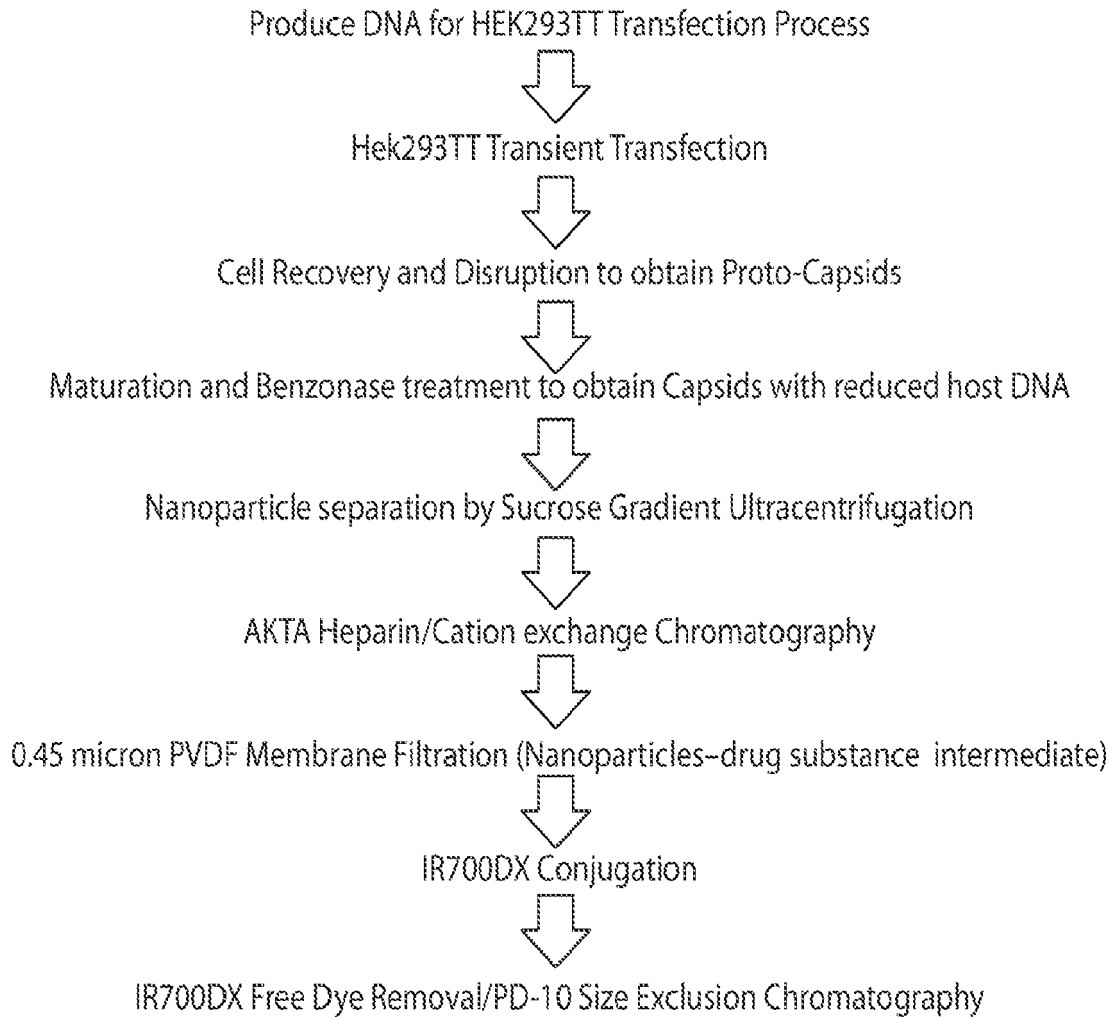 Produce DNA for HEK293TT Transfection Process
Hek293TT Transient Transfection
Cell Recovery and Disruption to obtain Proto-Capsids
Maturation and Benzonase treatment to obtain Capsids with reduced host DNA
Nanoparticle separation by Sucrose Gradient Ultracentrifugation
AKTA Heparin/Cation exchange Chromatography
0.45 micron PVDF Membrane Filtration (Nanoparticles–drug substance intermediate)
IR700DX Conjugation
IR700DX Free Dye Removal/PD-10 Size Exclusion Chromatography